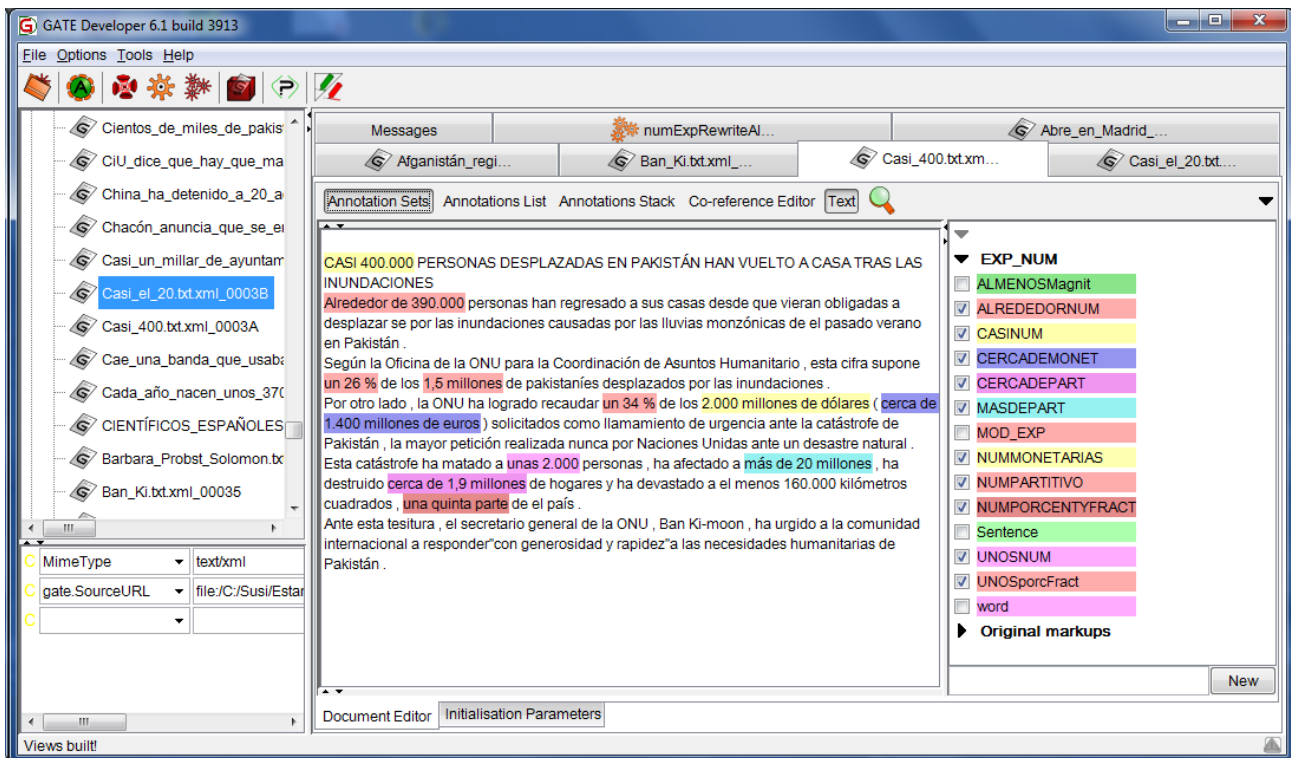 GATE Developer 6.1 build 3913
File Options Tools Help
Cientos_de_miles_de_pakis
CiU_dice_que_hay_que_ma
China_ha_detenido_a_20_a
Chacón_anuncia_que_se_e
Casi_un_millar_de_ayuntam
Casi_el_20.txt.xml_0003B
Casi_400.txt.xml_0003A
Cae_una_banda_que_usaba
Cada_año_nacen_unos_370
CIENTÍFICOS_ESPAÑOLES
Barbara_Probst_Solomon.tx
Ban_Ki.txt.xml_00035
C MimeType text/xml
C gate.SourceURL file:/C:/Susi/Estar
C
Messages numExpRewriteAl... Abre_en_Madrid_...
Afganistán_regi... Ban_Ki.txt.xml_... Casi_400.txt.xm... Casi_el_20.txt....
Annotation Sets Annotations List Annotations Stack Co-reference Editor Text
CASI 400.000 PERSONAS DESPLAZADAS EN PAKISTÁN HAN VUELTO A CASA TRAS LAS
INUNDACIONES
Alrededor de 390.000 personas han regresado a sus casas desde que vieran obligadas a
desplazar se por las inundaciones causadas por las lluvias monzónicas de el pasado verano
en Pakistán .
Según la Oficina de la ONU para la Coordinación de Asuntos Humanitario , esta cifra supone
un 26 % de los 1,5 millones de pakistaníes desplazados por las inundaciones .
Por otro lado , la ONU ha logrado recaudar un 34 % de los 2.000 millones de dólares ( cerca de
1.400 millones de euros ) solicitados como llamamiento de urgencia ante la catástrofe de
Pakistán , la mayor petición realizada nunca por Naciones Unidas ante un desastre natural .
Esta catástrofe ha matado a unas 2.000 personas , ha afectado a más de 20 millones , ha
destruido cerca de 1,9 millones de hogares y ha devastado a el menos 160.000 kilómetros
cuadrados , una quinta parte de el país .
Ante esta tesitura , el secretario general de la ONU , Ban Ki-moon , ha urgido a la comunidad
internacional a responder"con generosidad y rapidez"a las necesidades humanitarias de
Pakistán .
EXP_NUM
ALMENOSMagnit
ALREDEDORNUM
CASINUM
CERCADEMONET
CERCADEPART
MASDEPART
MOD_EXP
NUMMONETARIAS
NUMPARTITIVO
NUMPORCENTYFRACT
Sentence
UNOSNUM
UNOSporcFract
word
Original markups
New
Document Editor Initialisation Parameters
Views built!